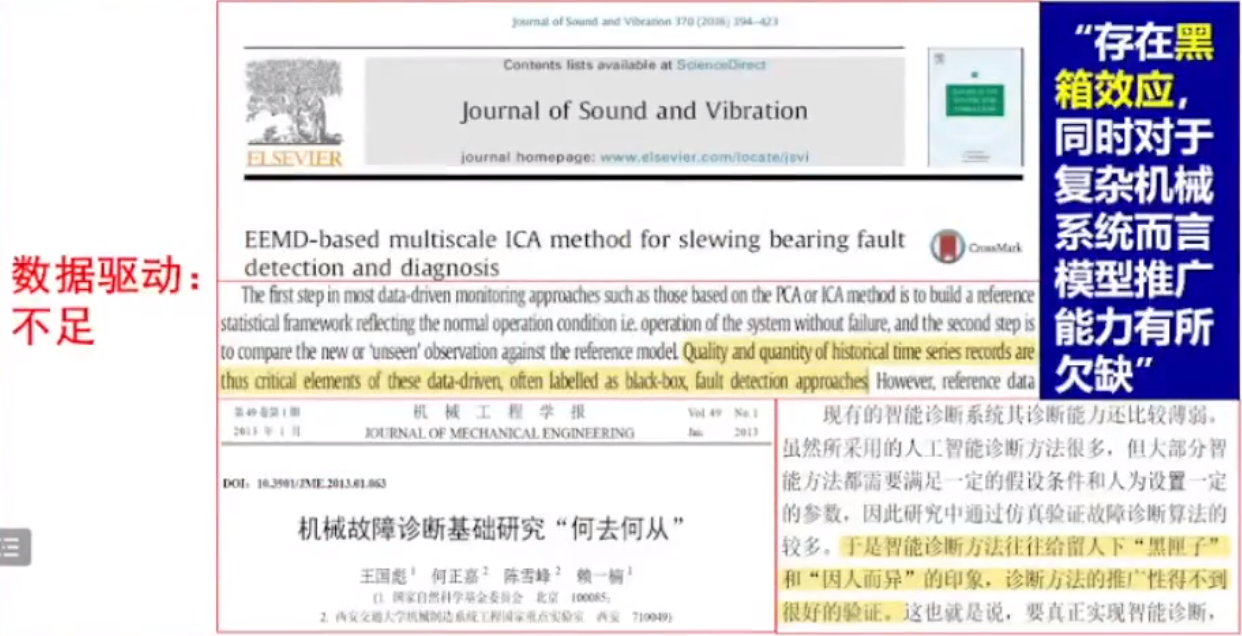 数据驱动：
不足
Journal of Sound and Vibration 370 (2016) 394–423
Contents lists available at ScienceDirect
Journal of Sound and Vibration
journal homepage: www.elsevier.com/locate/jsvi
ELSEVIER
EEMD-based multiscale ICA method for slewing bearing fault
detection and diagnosis
CrossMark
The first step in most data-driven monitoring approaches such as those based on the PCA or ICA method is to build a reference
statistical framework reflecting the normal operation condition i.e. operation of the system without failure, and the second step is
to compare the new or 'unseen' observation against the reference model. Quality and quantity of historical time series records are
thus critical elements of these data-driven, often labelled as black-box, fault detection approaches. However, reference data
“存在黑
箱效应，
同时对于
复杂机械
系统而言
模型推广
能力有所
欠缺”
第49卷第1期
机械工程学报
Vol.49 No.1
2013年1月
JOURNAL OF MECHANICAL ENGINEERING
Jan. 2013
DOI：10.3901/JME.2013.01.063
机械故障诊断基础研究“何去何从”
王国彪1 何正嘉2 陈雪峰2 赖一楠1
(1. 国家自然科学基金委员会 北京 100085;
2. 西安交通大学机械制造系统工程国家重点实验室 西安 710049)
现有的智能诊断系统其诊断能力还比较薄弱。
虽然所采用的人工智能诊断方法很多，但大部分智
能方法都需要满足一定的假设条件和人为设置一定
的参数，因此研究中通过仿真验证故障诊断算法的
较多。于是智能诊断方法往往给留人下“黑匣子”
和“因人而异”的印象，诊断方法的推广性得不到
很好的验证。这也就是说，要真正实现智能诊断，